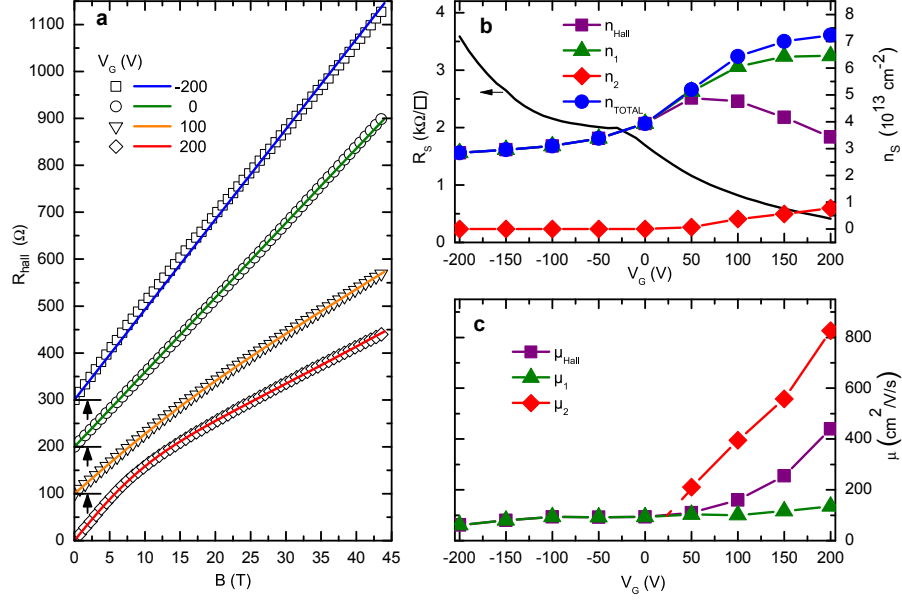 a
V_G (V)
-200
0
100
200
1100
1000
900
800
700
600
500
400
300
200
100
0
R_hall (Ω)
0 5 10 15 20 25 30 35 40 45
B (T)
b
n_Hall
n_1
n_2
n_TOTAL
4
3
2
1
0
R_S (kΩ/□)
8
7
6
5
4
3
2
1
0
n_S (10^13 cm^-2)
-200 -150 -100 -50 0 50 100 150 200
V_G (V)
c
μ_Hall
μ_1
μ_2
800
600
400
200
0
μ (cm^2/V/s)
-200 -150 -100 -50 0 50 100 150 200
V_G (V)